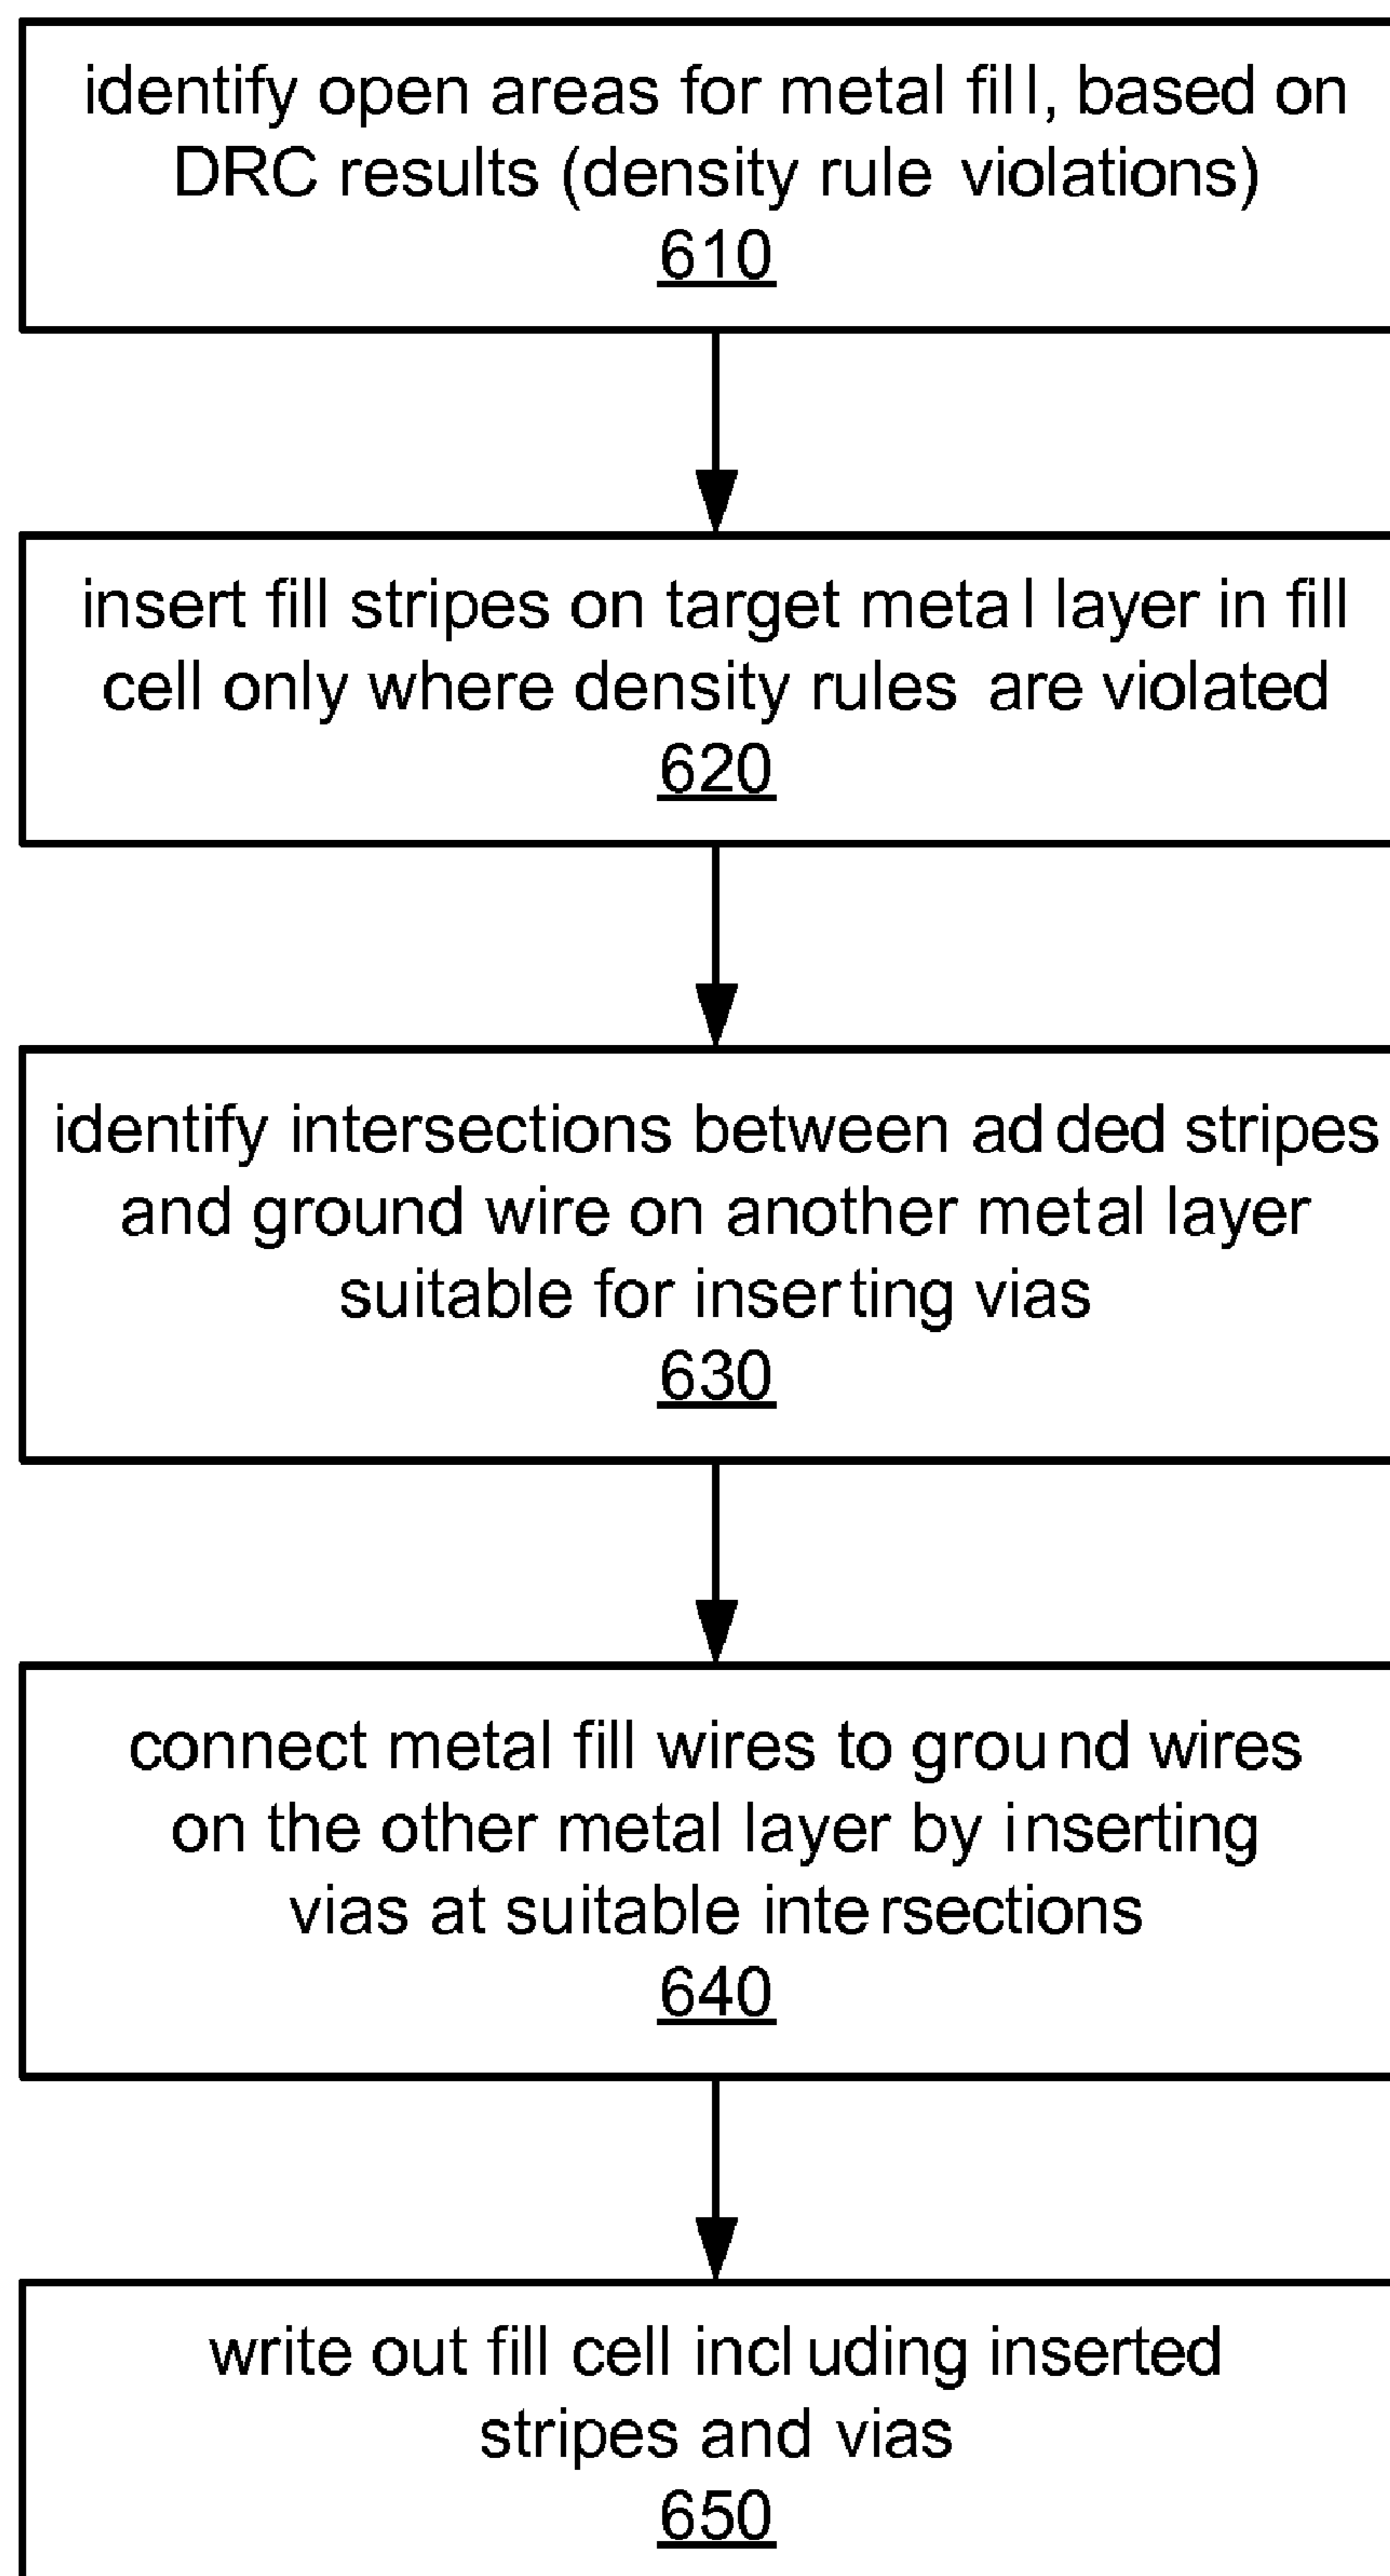 identify open areas for metal fill, based on
DRC results (density rule violations)
610
insert fill stripes on target metal layer in fill
cell only where density rules are violated
620
identify intersections between added stripes
and ground wire on another metal layer
suitable for inserting vias
630
connect metal fill wires to ground wires
on the other metal layer by inserting
vias at suitable intersections
640
write out fill cell including inserted
stripes and vias
650